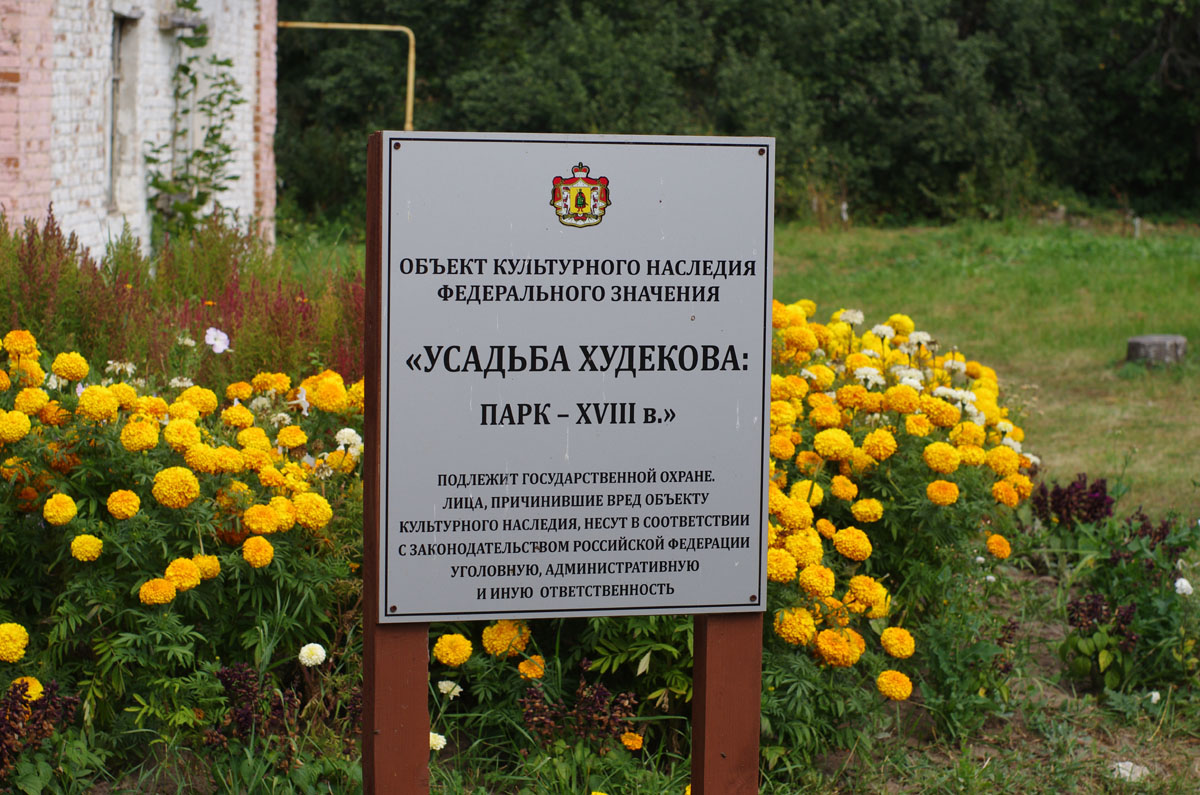 ОБЪЕКТ КУЛЬТУРНОГО НАСЛЕДИЯ
ФЕДЕРАЛЬНОГО ЗНАЧЕНИЯ
«УСАДЬБА ХУДЕКОВА:
ПАРК – XVIII в.»
ПОДЛЕЖИТ ГОСУДАРСТВЕННОЙ ОХРАНЕ.
ЛИЦА, ПРИЧИНИВШИЕ ВРЕД ОБЪЕКТУ
КУЛЬТУРНОГО НАСЛЕДИЯ, НЕСУТ В СООТВЕТСТВИИ
С ЗАКОНОДАТЕЛЬСТВОМ РОССИЙСКОЙ ФЕДЕРАЦИИ
УГОЛОВНУЮ, АДМИНИСТРАТИВНУЮ
И ИНУЮ ОТВЕТСТВЕННОСТЬ